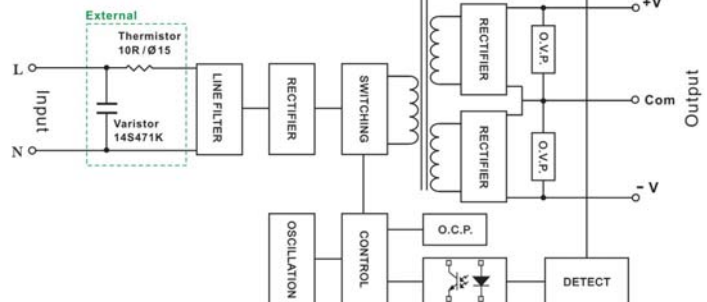 External
Thermistor
10R / Ø15
L
Input
Varistor
14S471K
N
LINE FILTER
RECTIFIER
SWITCHING
RECTIFIER
RECTIFIER
O.V.P.
O.V.P.
+V
Com
Output
- V
OSCILLATION
CONTROL
O.C.P.
DETECT